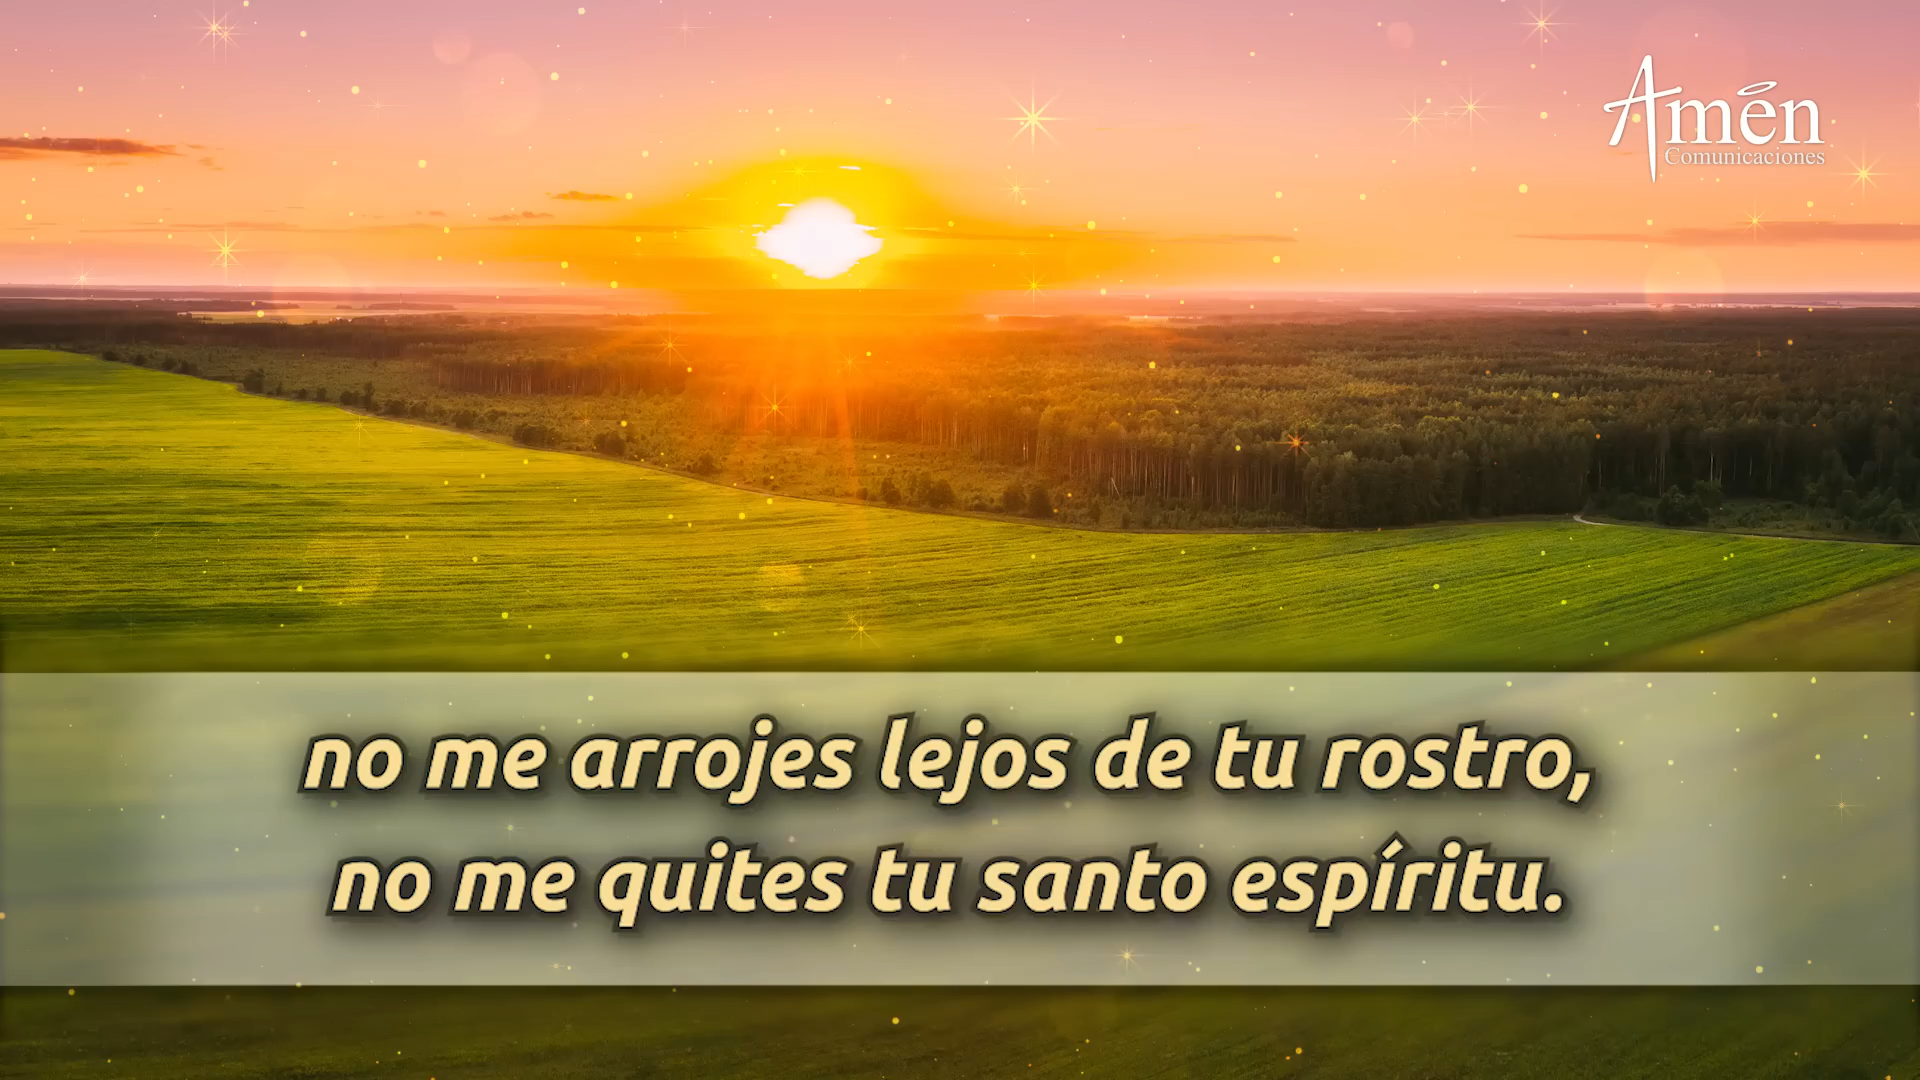 Amén
Comunicaciones
no me arrojes lejos de tu rostro,
no me quites tu santo espíritu.